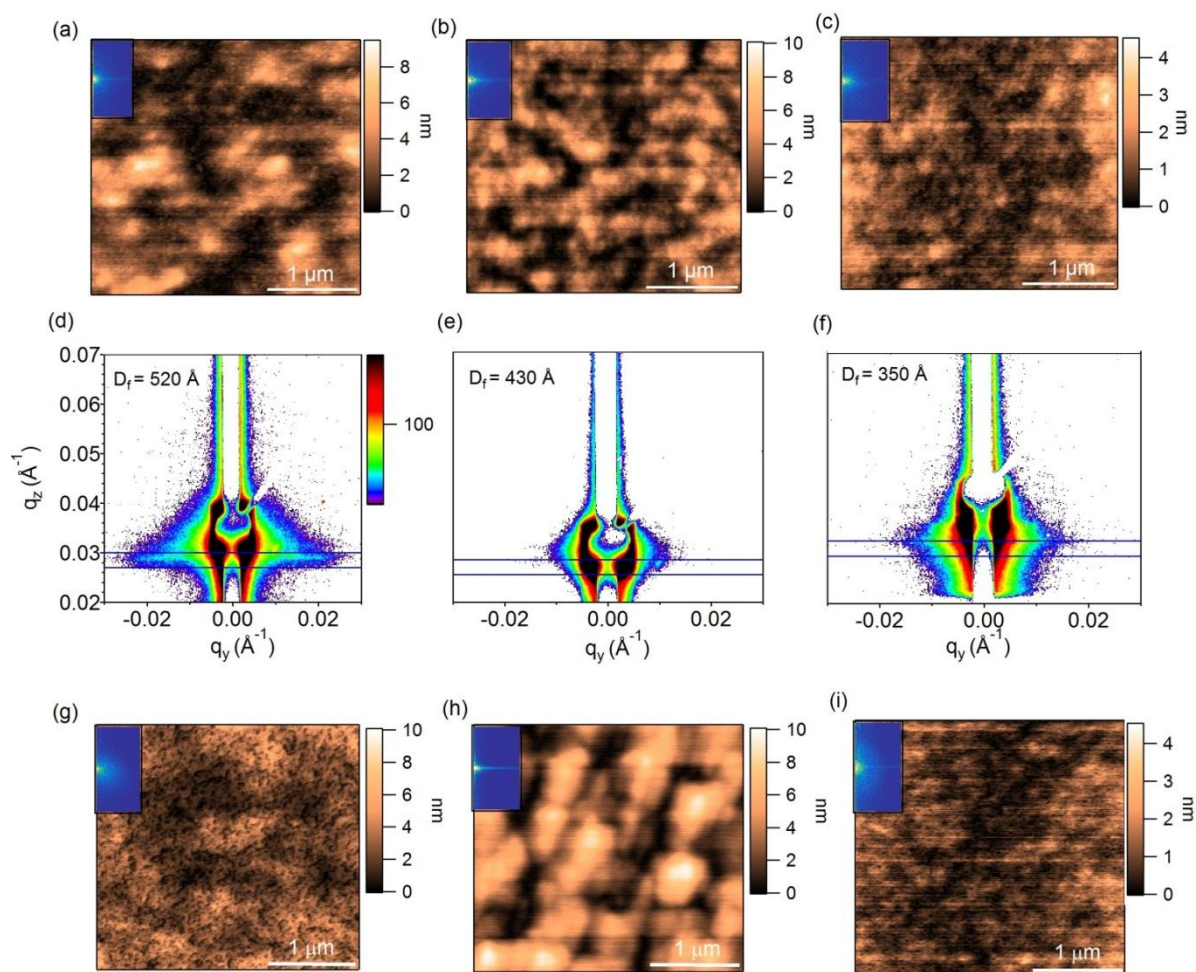 (a)
8
6
4
2
0
nm
1 µm
(b)
10
8
6
4
2
0
nm
1 µm
(c)
4
3
2
1
0
nm
1 µm
(d)
D_f = 520 Å
100
0.07
0.06
0.05
0.04
0.03
0.02
q_z (Å⁻¹)
-0.02 0.00 0.02
q_y (Å⁻¹)
(e)
D_f = 430 Å
-0.02 0.00 0.02
q_y (Å⁻¹)
(f)
D_f = 350 Å
-0.02 0.00 0.02
q_y (Å⁻¹)
(g)
10
8
6
4
2
0
nm
1 µm
(h)
10
8
6
4
2
0
nm
1 µm
(i)
4
3
2
1
0
nm
1 µm